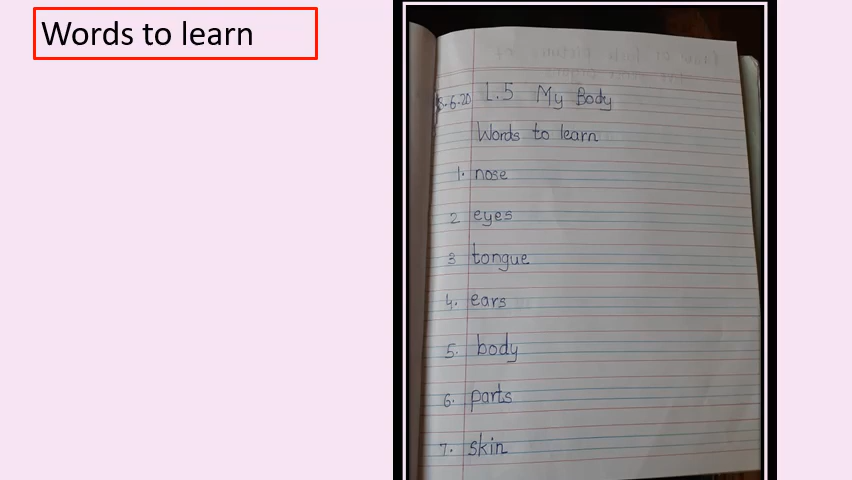 Words to learn
8.6.20 L.5 My Body
Words to learn
1. nose
2 eyes
3 tongue
4. ears
5. body
6. parts
7. skin